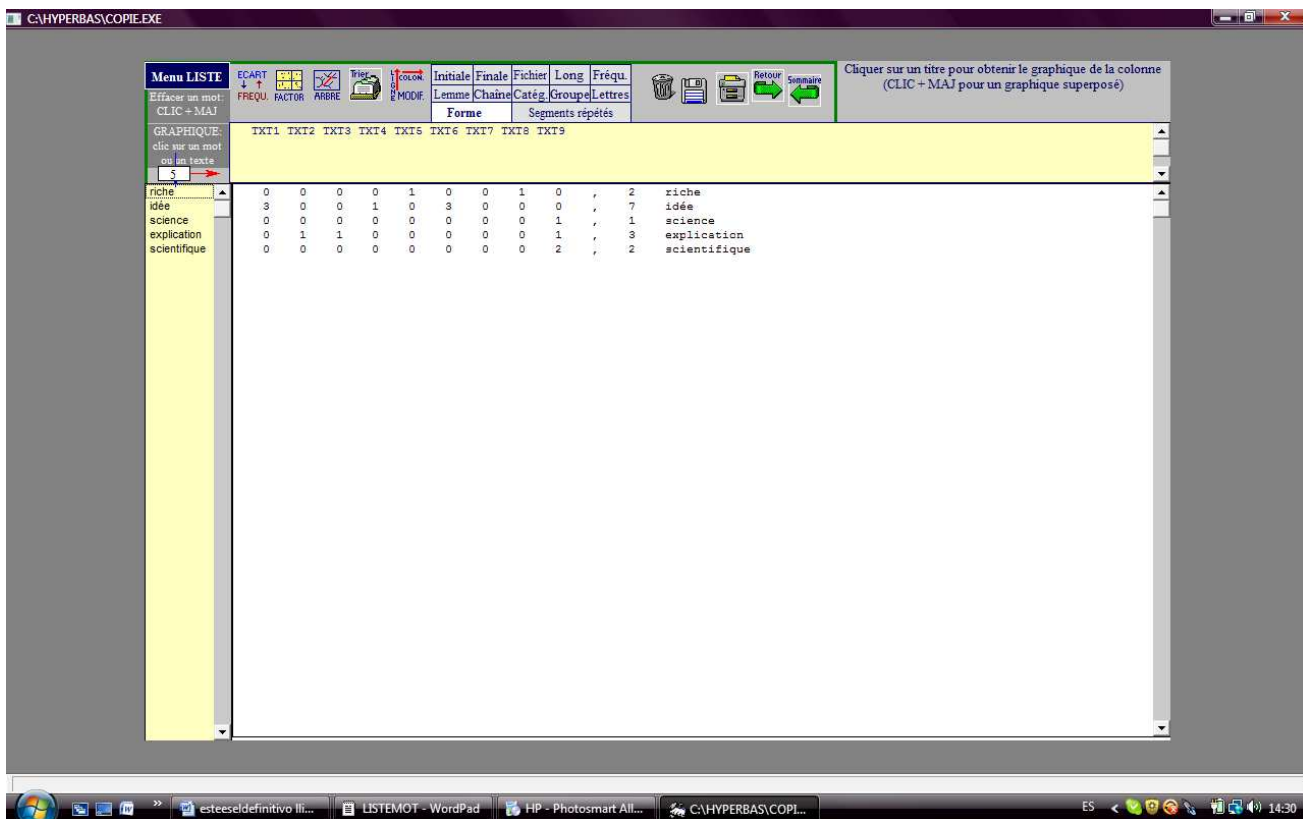 C:\HYPERBAS\COPIE.EXE
Menu LISTE
Effacer un mot:
CLIC + MAJ
GRAPHIQUE:
clic sur un mot
ou un texte
5
ECART
FREQU.
FACTOR
ARBRE
Trier
COLON.
LIGNE
MODIF.
Initiale Finale Fichier Long Fréqu.
Lemme Chaîne Catég. Groupe Lettres
Forme Segments répétés
Retour
Sommaire
Cliquer sur un titre pour obtenir le graphique de la colonne
(CLIC + MAJ pour un graphique superposé)
TXT1 TXT2 TXT3 TXT4 TXT5 TXT6 TXT7 TXT8 TXT9
riche 0 0 0 0 1 0 0 1 0 , 2 riche
idée 3 0 0 1 0 3 0 0 0 , 7 idée
science 0 0 0 0 0 0 0 0 1 , 1 science
explication 0 1 1 0 0 0 0 0 1 , 3 explication
scientifique 0 0 0 0 0 0 0 0 2 , 2 scientifique
esteeseldefinitivo lli... LISTEMOT - WordPad HP - Photosmart All... C:\HYPERBAS\COPI... ES 14:30